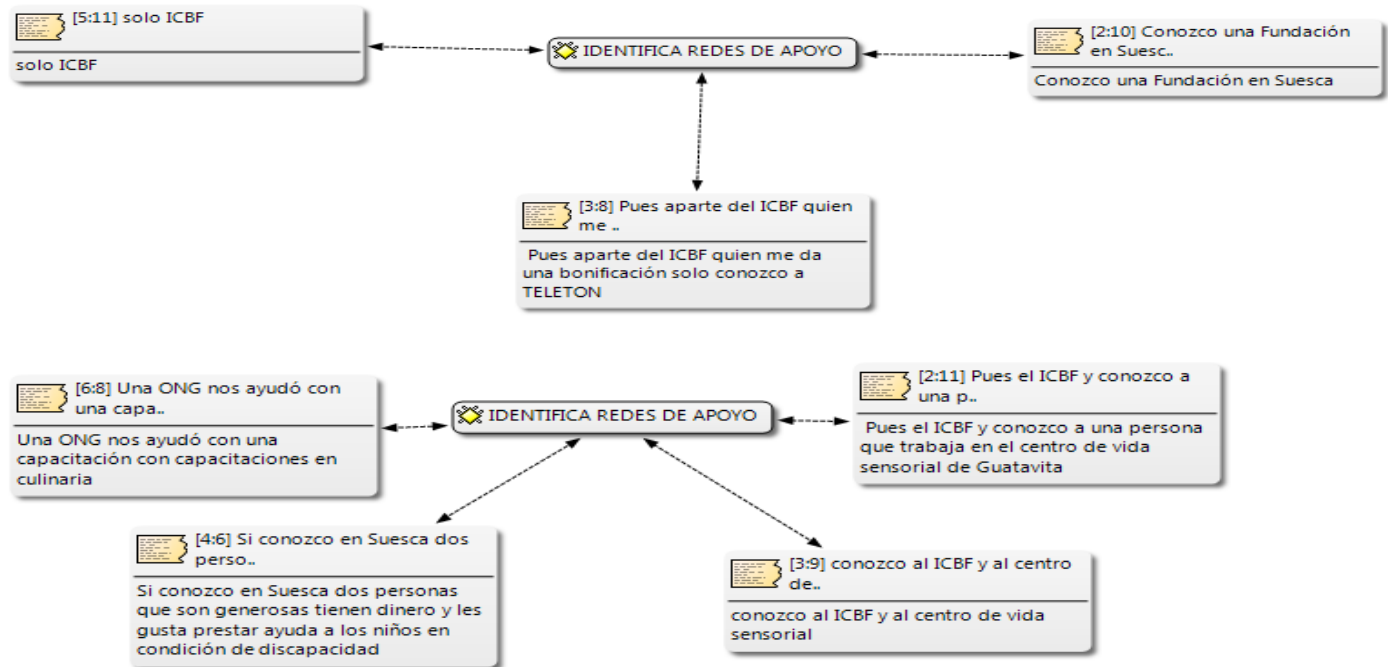 [5:11] solo ICBF
solo ICBF
IDENTIFICA REDES DE APOYO
[2:10] Conozco una Fundación
en Suesc..
Conozco una Fundación en Suesca
[3:8] Pues aparte del ICBF quien
me ..
Pues aparte del ICBF quien me da
una bonificación solo conozco a
TELETON
[6:8] Una ONG nos ayudó con
una capa..
Una ONG nos ayudó con una
capacitación con capacitaciones en
culinaria
IDENTIFICA REDES DE APOYO
[2:11] Pues el ICBF y conozco a
una p..
Pues el ICBF y conozco a una persona
que trabaja en el centro de vida
sensorial de Guatavita
[4:6] Si conozco en Suesca dos
perso..
Si conozco en Suesca dos personas
que son generosas tienen dinero y les
gusta prestar ayuda a los niños en
condición de discapacidad
[3:9] conozco al ICBF y al centro
de..
conozco al ICBF y al centro de vida
sensorial